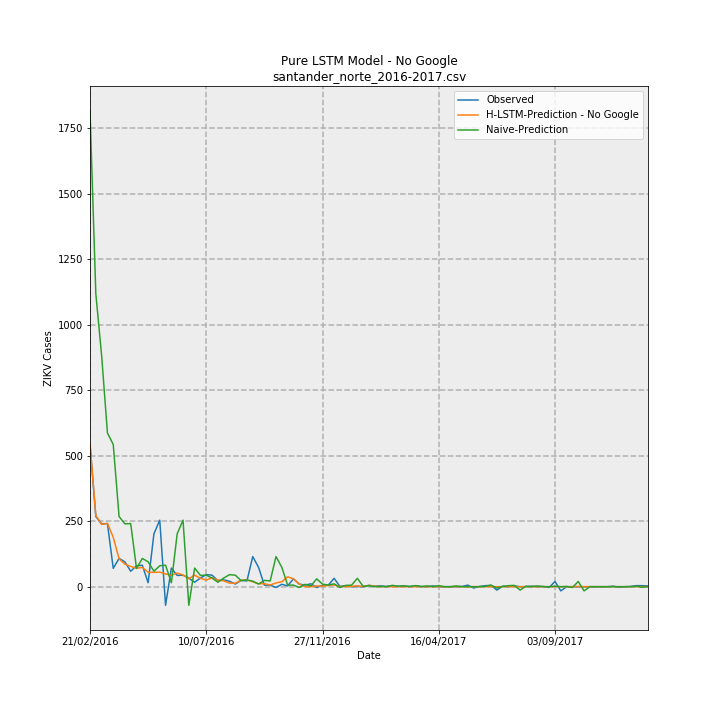 Pure LSTM Model - No Google
santander_norte_2016-2017.csv
Observed
H-LSTM-Prediction - No Google
Naive-Prediction
1750
1500
1250
1000
750
500
250
0
ZIKV Cases
21/02/2016
10/07/2016
27/11/2016
16/04/2017
03/09/2017
Date